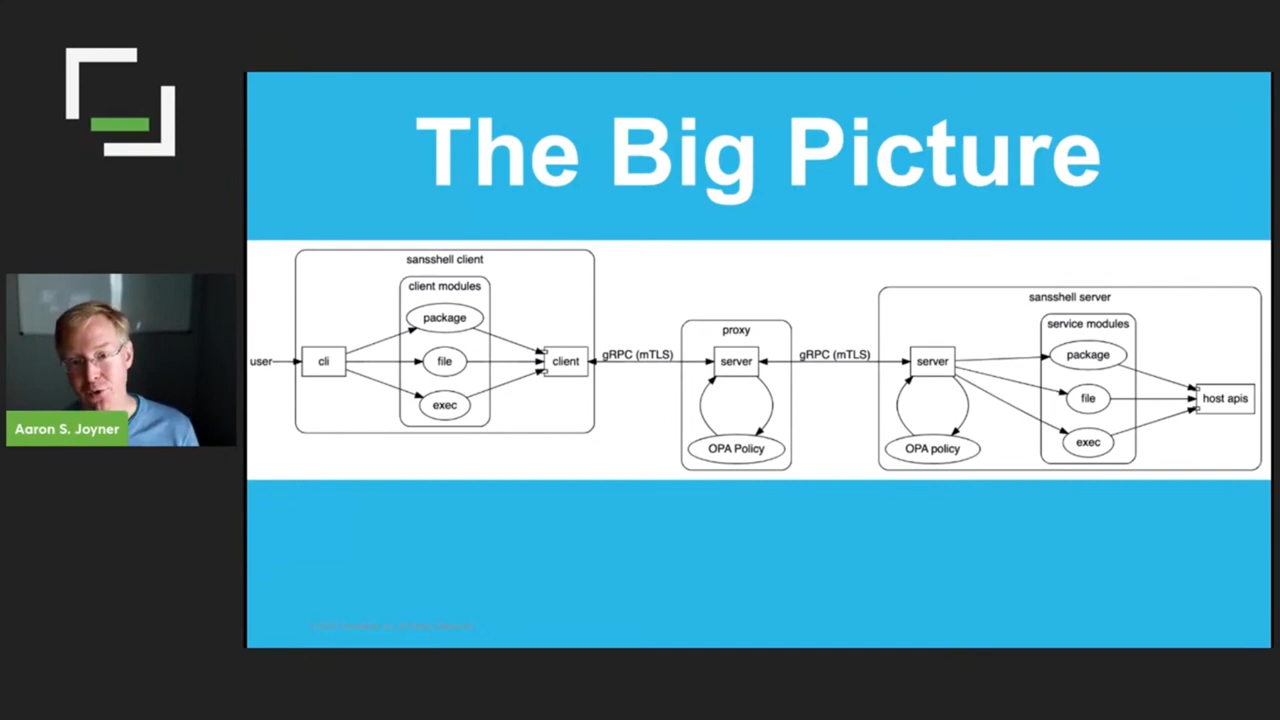 The Big Picture
sansshell client
client modules
package
user
cli
file
client
exec
gRPC (mTLS)
proxy
server
OPA Policy
gRPC (mTLS)
sansshell server
service modules
server
package
file
host apis
exec
OPA policy
Aaron S. Joyner